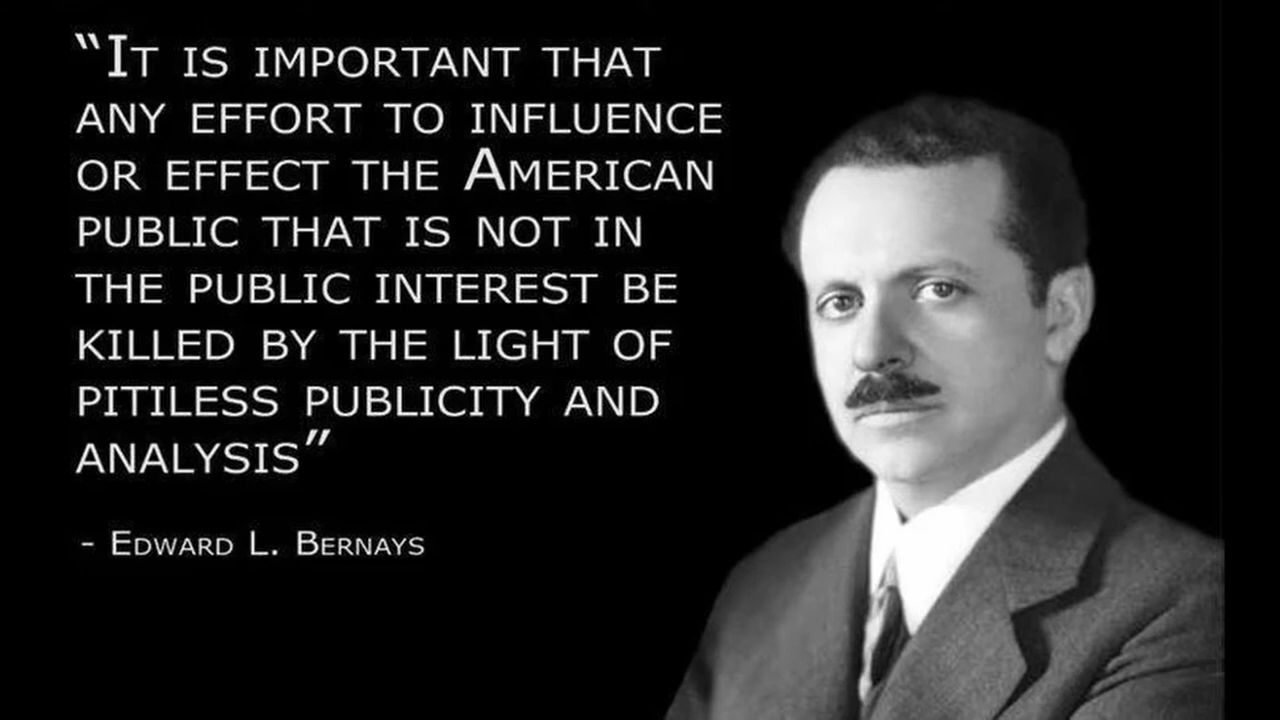 “It is important that
any effort to influence
or effect the American
public that is not in
the public interest be
killed by the light of
pitiless publicity and
analysis”
- Edward L. Bernays